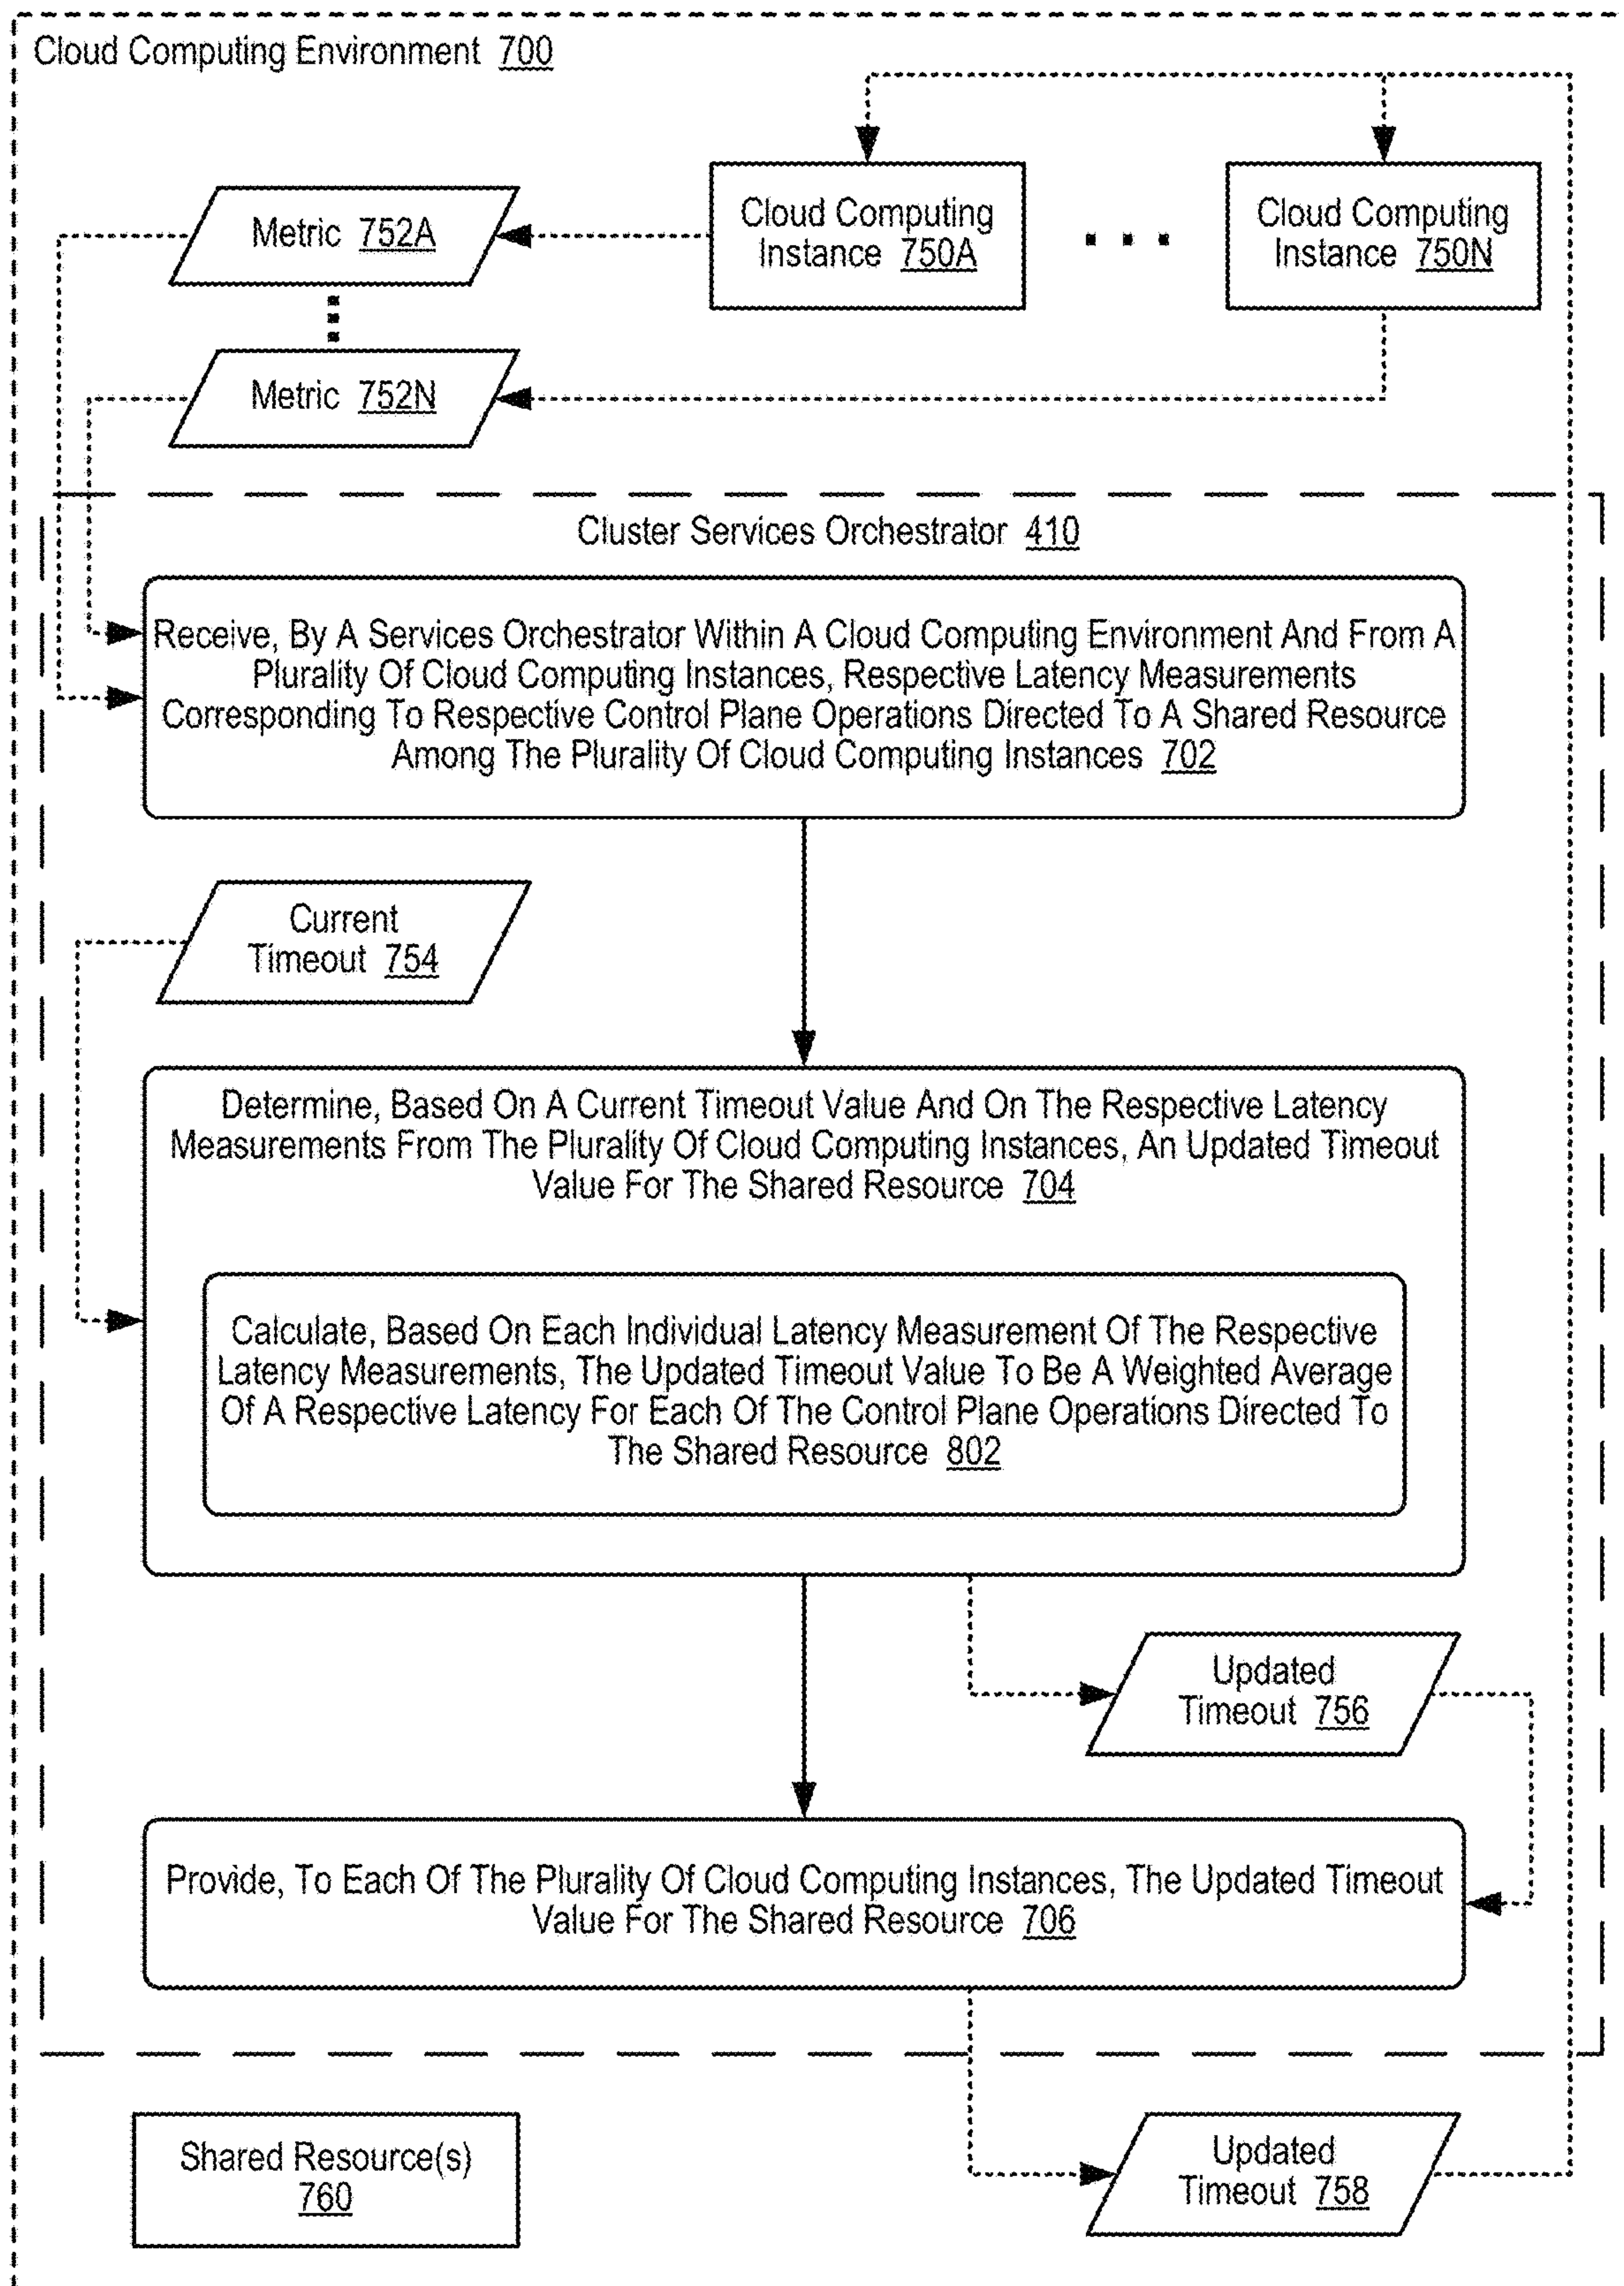 Cloud Computing Environment 700
Cloud Computing
Instance 750A
Cloud Computing
Instance 750N
Metric 752A
Metric 752N
Cluster Services Orchestrator 410
Receive, By A Services Orchestrator Within A Cloud Computing Environment And From A
Plurality Of Cloud Computing Instances, Respective Latency Measurements
Corresponding To Respective Control Plane Operations Directed To A Shared Resource
Among The Plurality Of Cloud Computing Instances 702
Current
Timeout 754
Determine, Based On A Current Timeout Value And On The Respective Latency
Measurements From The Plurality Of Cloud Computing Instances, An Updated Timeout
Value For The Shared Resource 704
Calculate, Based On Each Individual Latency Measurement Of The Respective
Latency Measurements, The Updated Timeout Value To Be A Weighted Average
Of A Respective Latency For Each Of The Control Plane Operations Directed To
The Shared Resource 802
Updated
Timeout 756
Provide, To Each Of The Plurality Of Cloud Computing Instances, The Updated Timeout
Value For The Shared Resource 706
Shared Resource(s)
760
Updated
Timeout 758